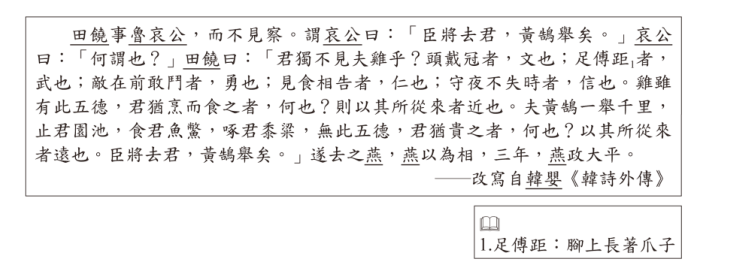 田饒事魯哀公，而不見察。謂哀公曰：「臣將去君，黃鵠舉矣。」哀公
曰：「何謂也？」田饒曰：「君獨不見夫雞乎？頭戴冠者，文也；足傅距1者，
武也；敵在前敢鬥者，勇也；見食相告者，仁也；守夜不失時者，信也。雞雖
有此五德，君猶烹而食之者，何也？則以其所從來者近也。夫黃鵠一舉千里，
止君園池，食君魚鱉，啄君黍粱，無此五德，君猶貴之者，何也？以其所從來
者遠也。臣將去君，黃鵠舉矣。」遂去之燕，燕以為相，三年，燕政大平。
——改寫自韓嬰《韓詩外傳》
1.足傅距：腳上長著爪子